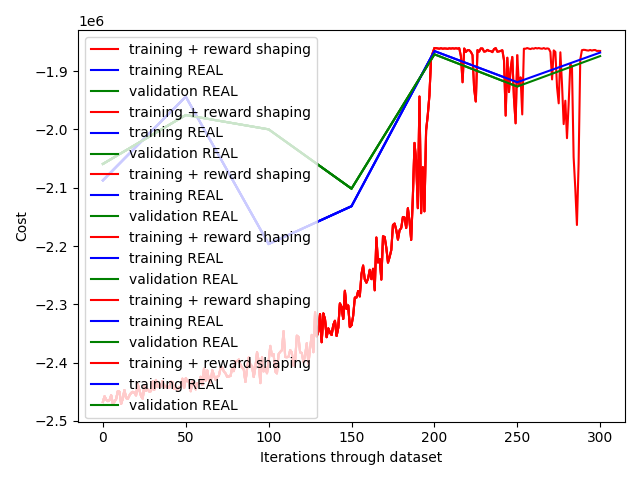 1e6
training + reward shaping
training REAL
validation REAL
training + reward shaping
training REAL
validation REAL
training + reward shaping
training REAL
validation REAL
training + reward shaping
training REAL
validation REAL
training + reward shaping
training REAL
validation REAL
training + reward shaping
training REAL
validation REAL
Cost
−1.9
−2.0
−2.1
−2.2
−2.3
−2.4
−2.5
0 50 100 150 200 250 300
Iterations through dataset